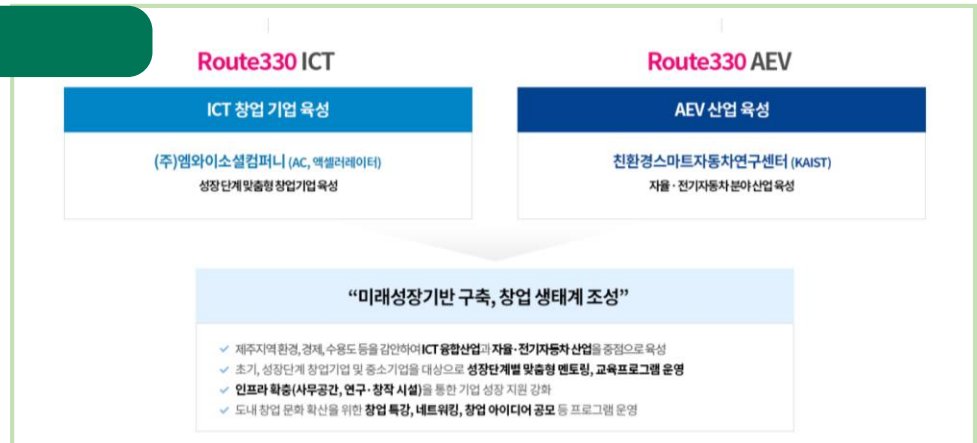 Route330 ICT
Route330 AEV
ICT 창업 기업 육성
AEV 산업 육성
(주)엠와이소셜컴퍼니 (AC, 액셀러레이터)
친환경스마트자동차연구센터 (KAIST)
성장단계 맞춤형 창업기업 육성
자율 · 전기자동차 분야 산업 육성
“미래성장기반 구축, 창업 생태계 조성”
제주지역 환경, 경제, 수용도 등을 감안하여 ICT 융합산업과 자율·전기자동차 산업을 중점으로 육성
초기, 성장단계 창업기업 및 중소기업을 대상으로 성장단계별 맞춤형 멘토링, 교육프로그램 운영
인프라 확충(사무공간, 연구·창작 시설)을 통한 기업 성장 지원 강화
도내 창업 문화 확산을 위한 창업 특강, 네트워킹, 창업 아이디어 공모 등 프로그램 운영